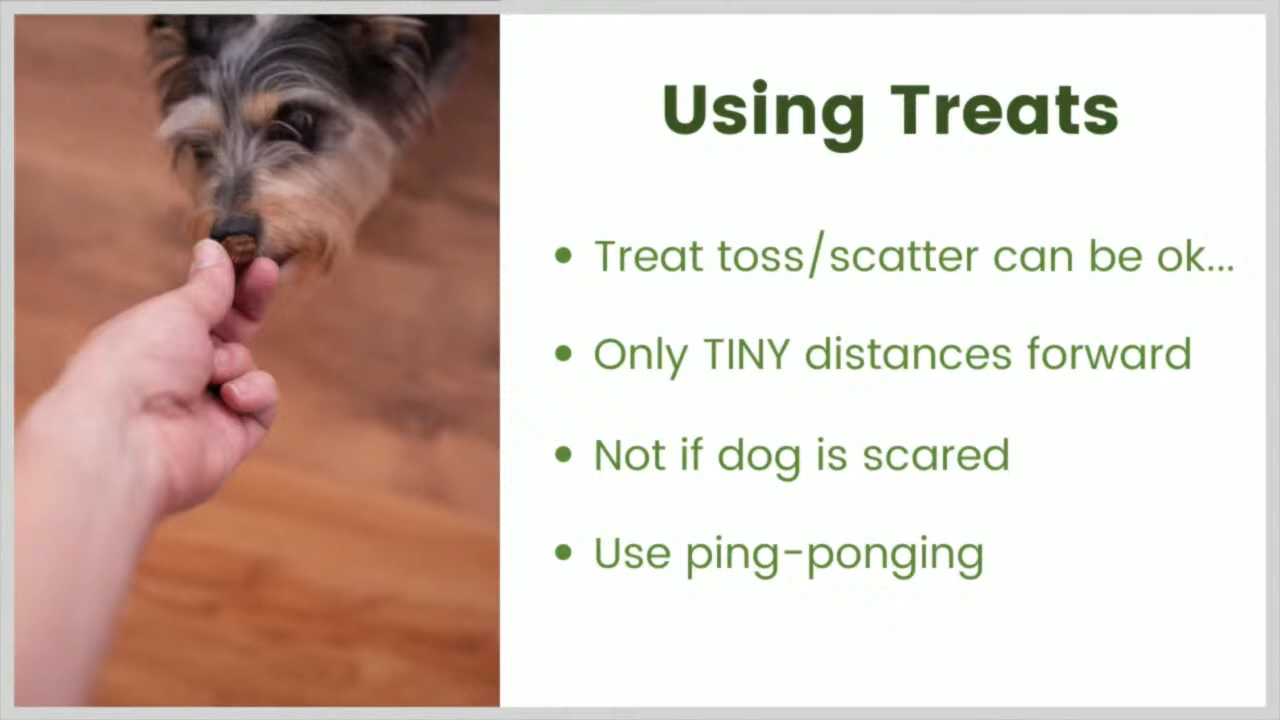 Using Treats
• Treat toss/scatter can be ok...
• Only TINY distances forward
• Not if dog is scared
• Use ping-ponging